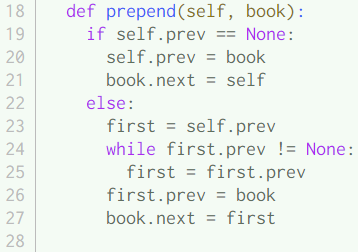 18 def prepend(self, book):
19 if self.prev == None:
20 self.prev = book
21 book.next = self
22 else:
23 first = self.prev
24 while first.prev != None:
25 first = first.prev
26 first.prev = book
27 book.next = first
28